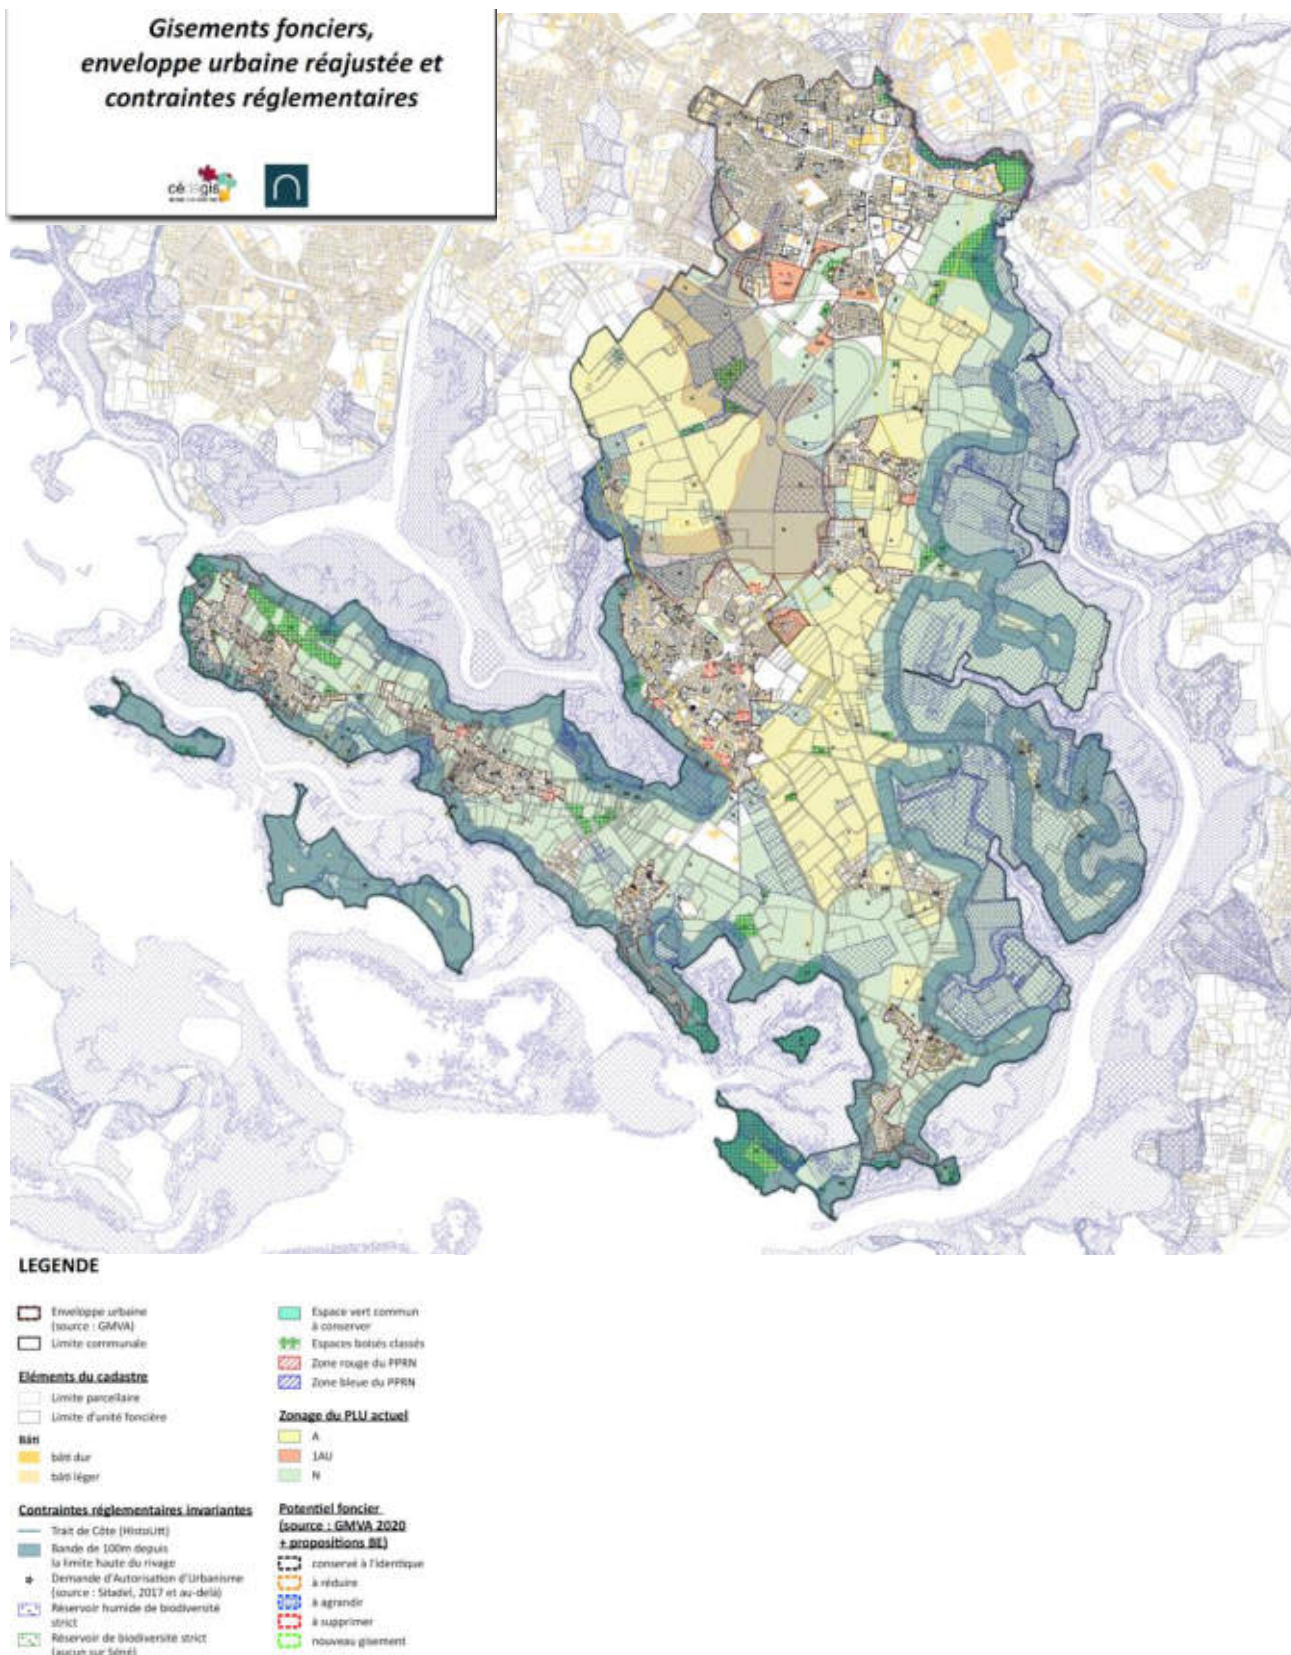 Gisements fonciers,
enveloppe urbaine réajustée et
contraintes réglementaires
LEGENDE
Enveloppe urbaine
(source : GMVA)
Limite communale
Eléments du cadastre
Limite parcellaire
Limite d'unité foncière
Bâti
bâti dur
bâti léger
Contraintes réglementaires invariantes
Trait de Côte (HistoLitt)
Bande de 100m depuis
la limite haute du rivage
Demande d'Autorisation d'Urbanisme
(source : Sitadel, 2017 et au-delà)
Réservoir humide de biodiversité
strict
Réservoir de biodiversité strict
(aucun sur Séné)
Espace vert commun
à conserver
Espaces boisés classés
Zone rouge du PPRN
Zone bleue du PPRN
Zonage du PLU actuel
A
1AU
N
Potentiel foncier
(source : GMVA 2020
+ propositions BE)
conservé à l'identique
à réduire
à agrandir
à supprimer
nouveau gisement